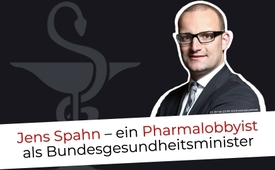 Jens Spahn – ein Pharmalobbyist
als Bundesgesundheitsminister